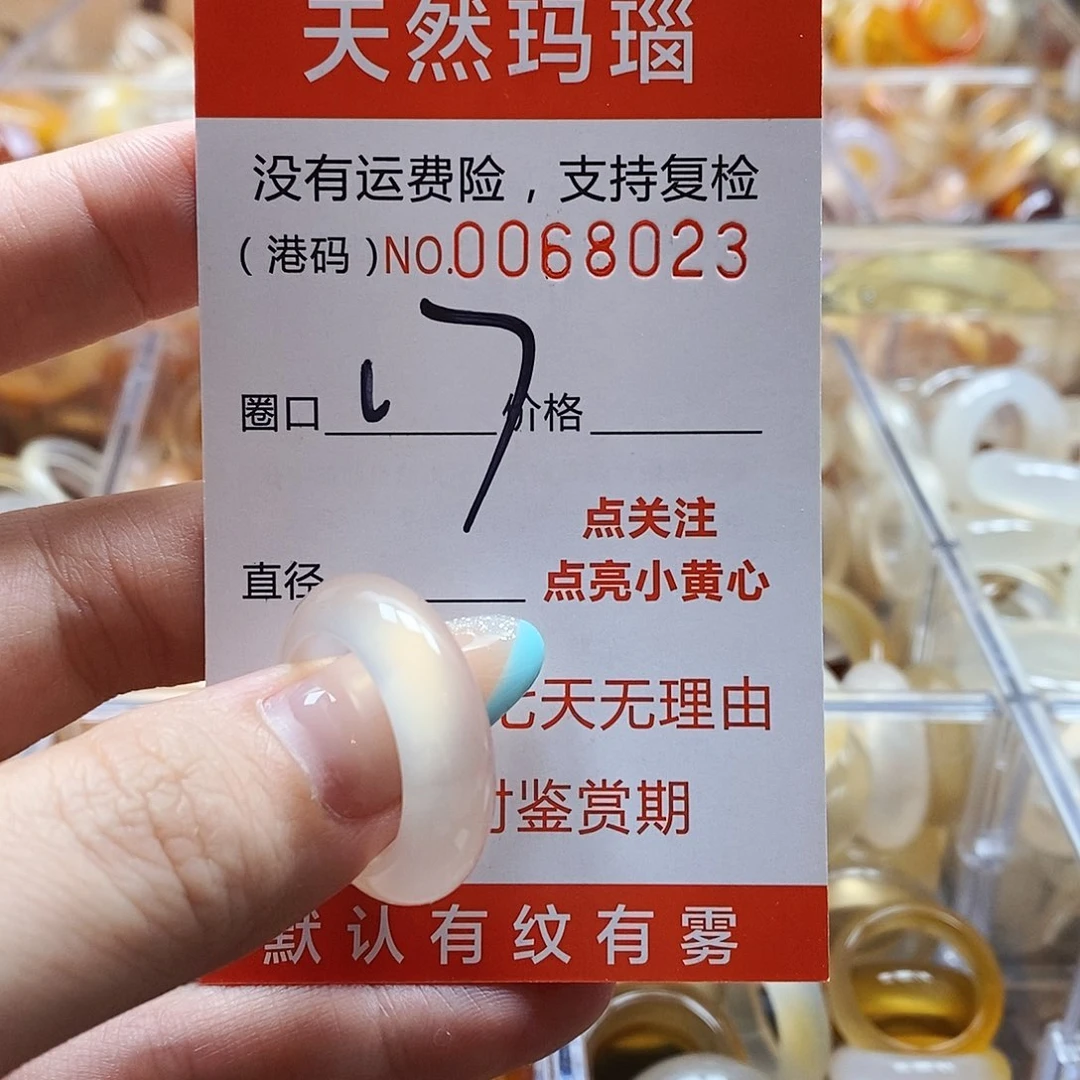 天然玛瑙
没有运费险，支持复检
（港码）NO.0068023
圈口 17 价格
点关注
直径 点亮小黄心
七天无理由
时鉴赏期
默认有纹有雾